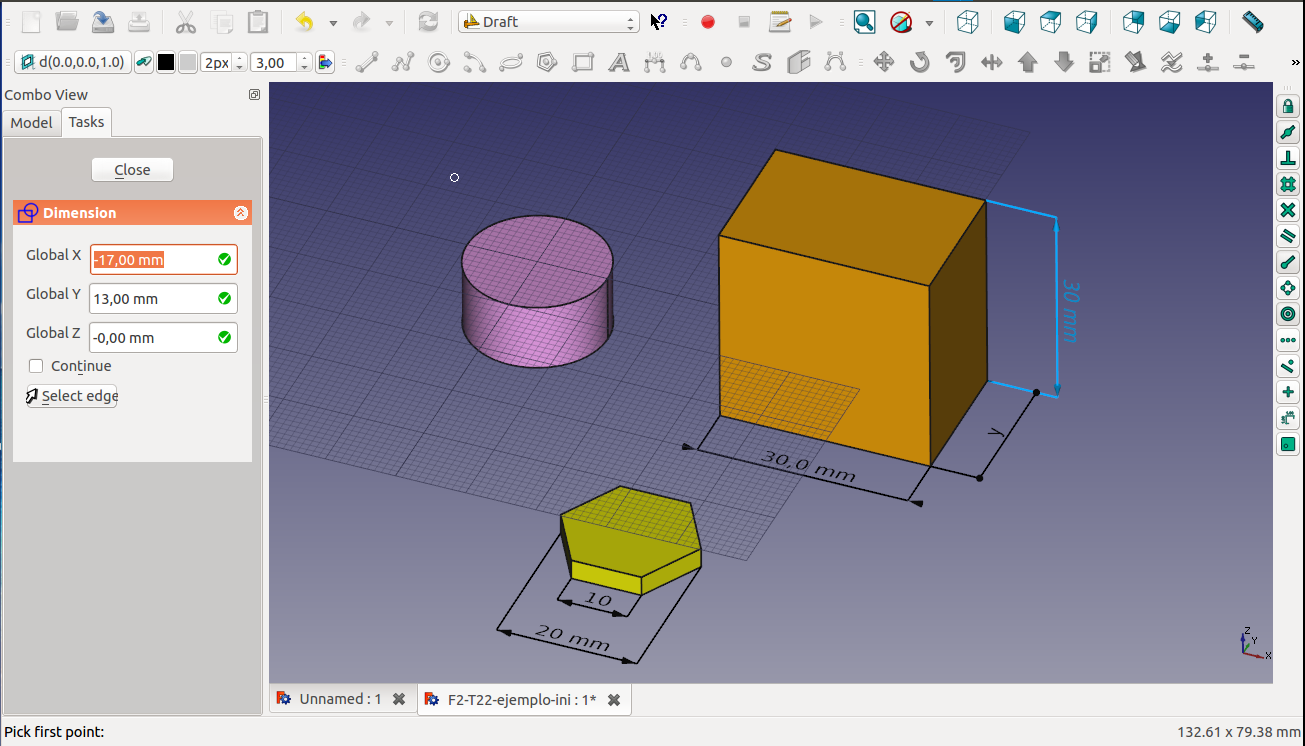 Draft
d(0.0,0.0,1.0)
2px
3,00
»
Combo View
Model
Tasks
Close
Dimension
Global X
-17,00 mm
Global Y
13,00 mm
Global Z
-0,00 mm
Continue
Select edge
30 mm
y
30,0 mm
10
20 mm
Z
Y
X
Unnamed : 1
F2-T22-ejemplo-ini : 1*
Pick first point:
132.61 x 79.38 mm